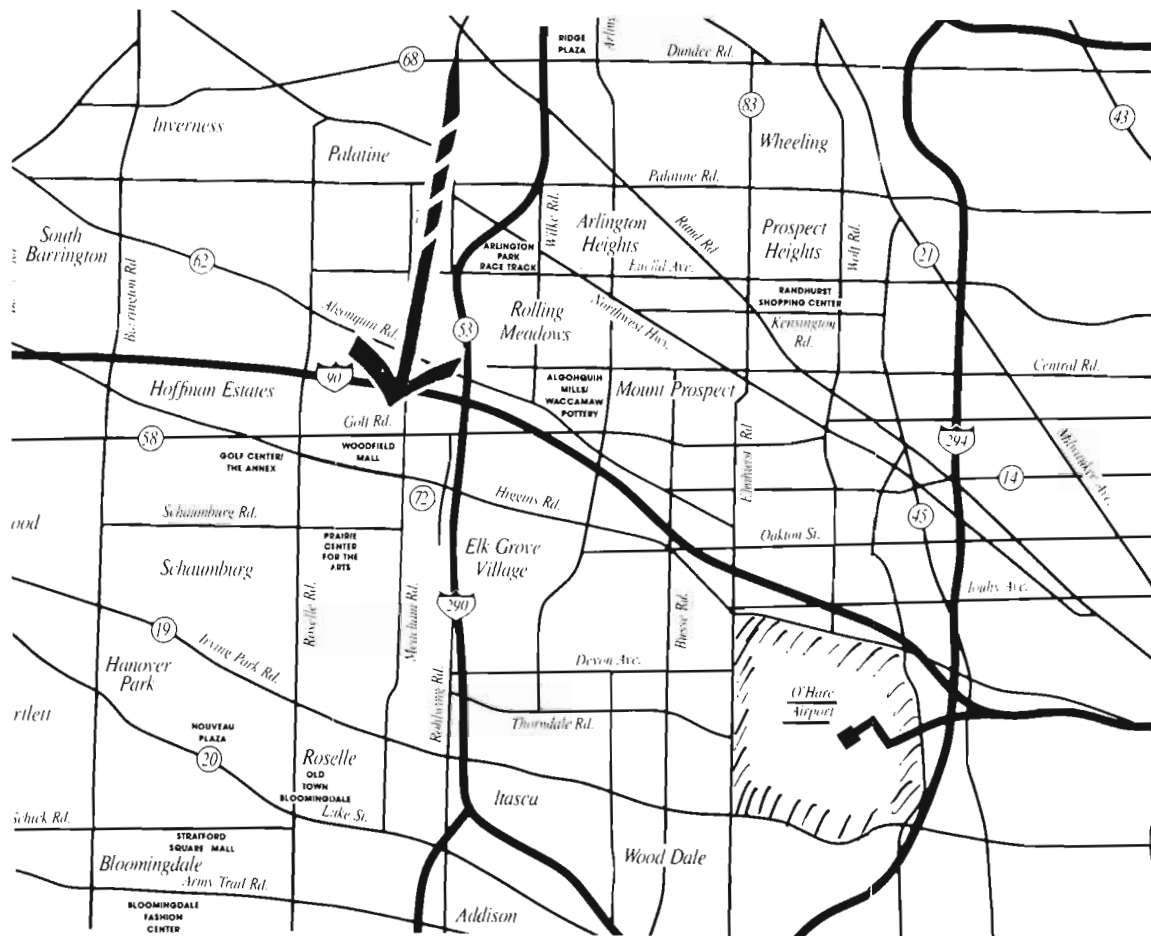 RIDGE
PLAZA
Dundee Rd.
68
83
43
Inverness
Palatine
Wheeling
Palatine Rd.
South
Barrington
62
Barrington Rd
Wilke Rd.
Arlington
Heights
Rand Rd
Prospect
Heights
Wolf Rd.
21
ARLINGTON
PARK
RACE TRACK
Euclid Ave.
RANDHURST
SHOPPING CENTER
Kensington
Rd.
Algonquin Rd.
53
Rolling
Meadows
Northwest Hwy.
Central Rd.
90
Hoffman Estates
ALGONQUIN
MILLS/
WACCAMAW
POTTERY
Mount Prospect
Golf Rd.
58
GOLF CENTER/
THE ANNEX
WOODFIELD
MALL
Elmhurst Rd
294
Milwaukee Ave.
14
72
Higgins Rd.
45
Schaumburg Rd.
ood
PRAIRIE
CENTER
FOR THE
ARTS
Oakton St.
Elk Grove
Village
Schaumburg
Touhy Ave.
Roselle Rd.
Meacham Rd.
290
Busse Rd.
19
Irving Park Rd.
Hanover
Park
Devon Ave.
O'Hare
Airport
rtlett
Rohlwing Rd.
Thorndale Rd.
NOUVEAU
PLAZA
20
Roselle
OLD
TOWN
BLOOMINGDALE
Lake St.
Itasca
Schick Rd.
STRATFORD
SQUARE MALL
Bloomingdale
Army Trail Rd.
Wood Dale
BLOOMINGDALE
FASHION
CENTER
Addison